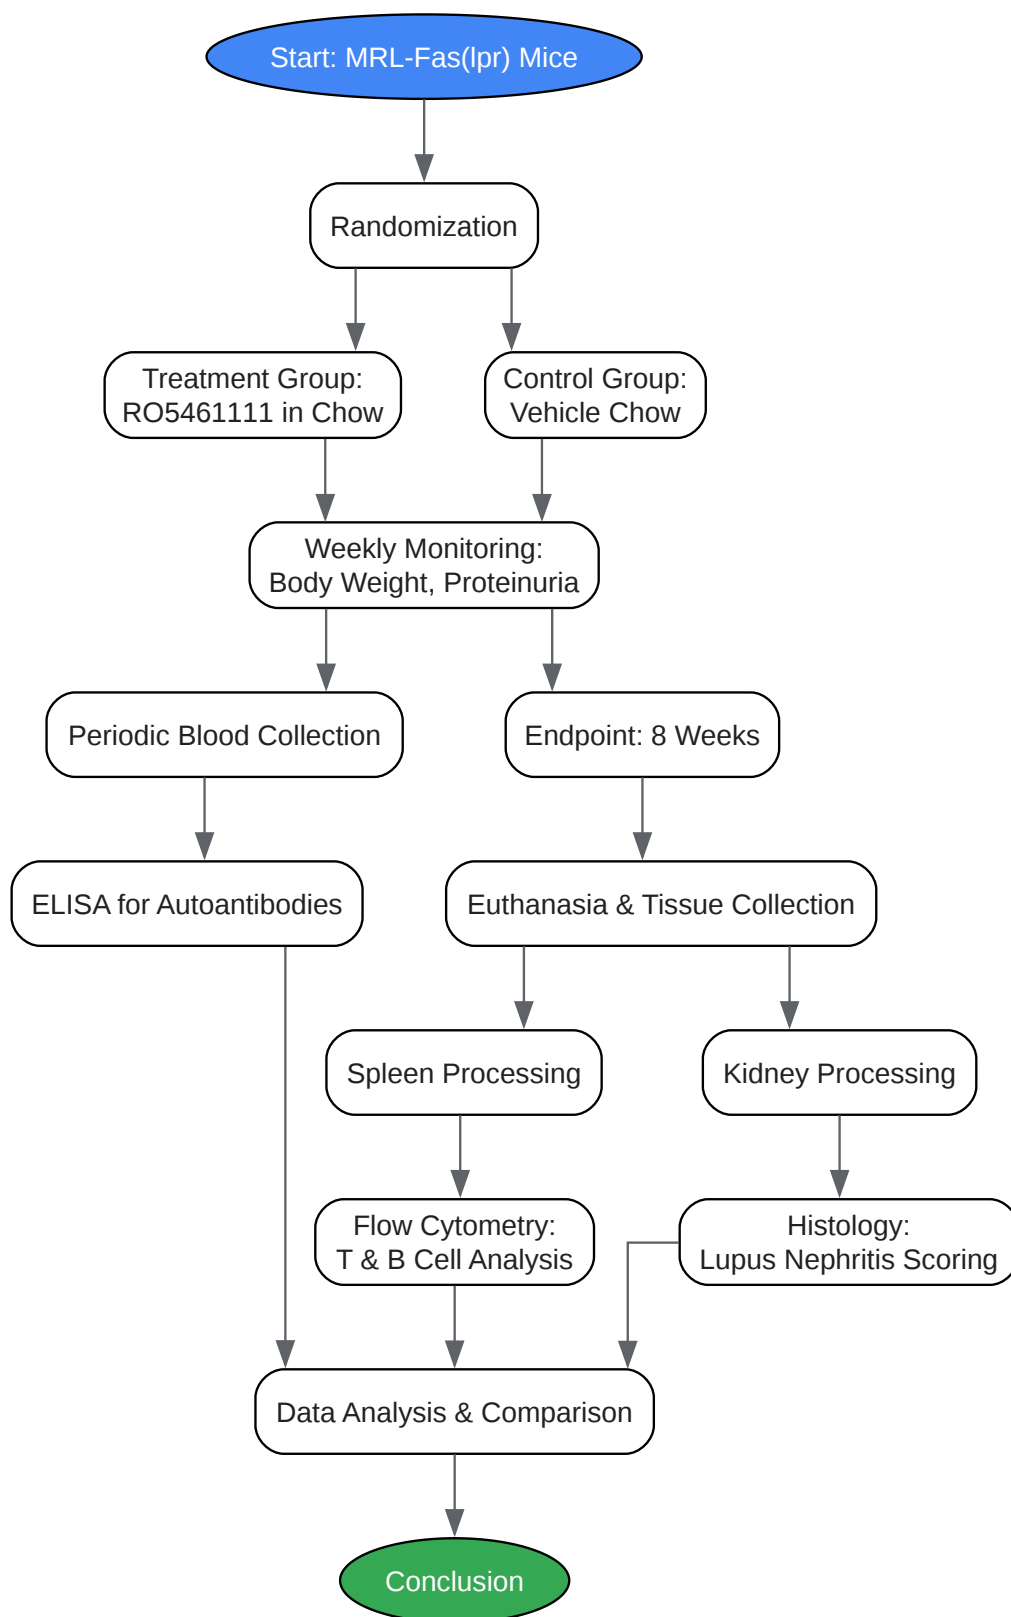 Start: MRL-Fas(lpr) Mice
Randomization
Treatment Group:
RO5461111 in Chow
Control Group:
Vehicle Chow
Weekly Monitoring:
Body Weight, Proteinuria
Periodic Blood Collection
Endpoint: 8 Weeks
ELISA for Autoantibodies
Euthanasia & Tissue Collection
Spleen Processing
Kidney Processing
Flow Cytometry:
T & B Cell Analysis
Histology:
Lupus Nephritis Scoring
Data Analysis & Comparison
Conclusion